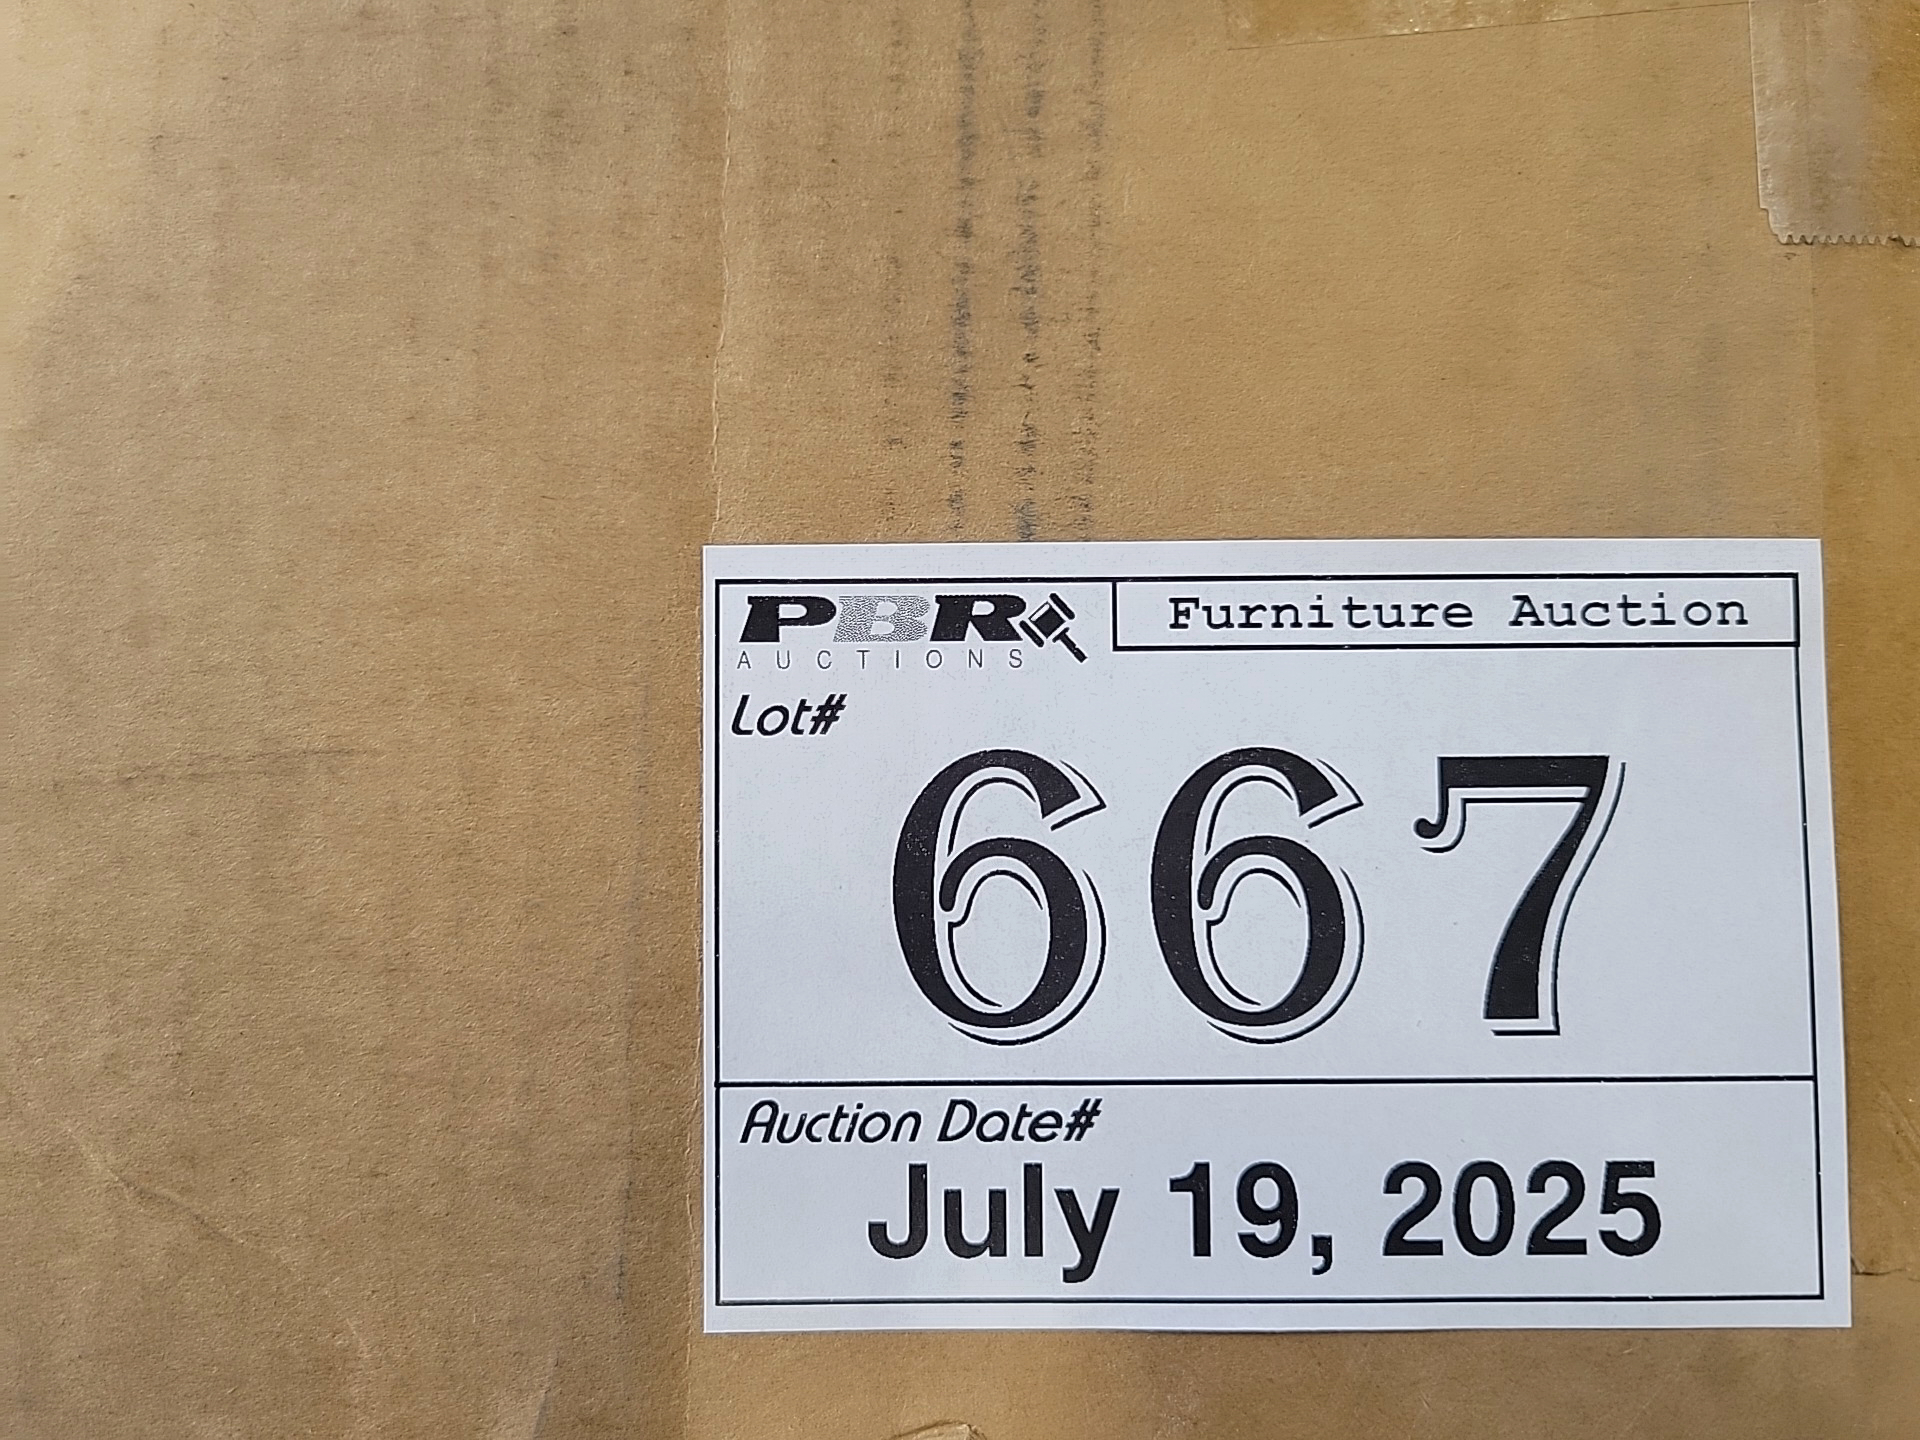 PBR
AUCTIONS
Furniture Auction
Lot#
667
Auction Date#
July 19, 2025